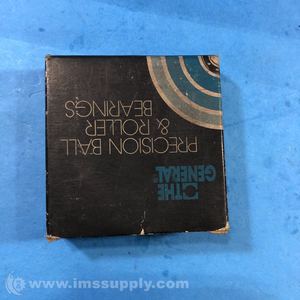 THE
GENERAL
PRECISION BALL
& ROLLER
BEARINGS
© www.imssupply.com